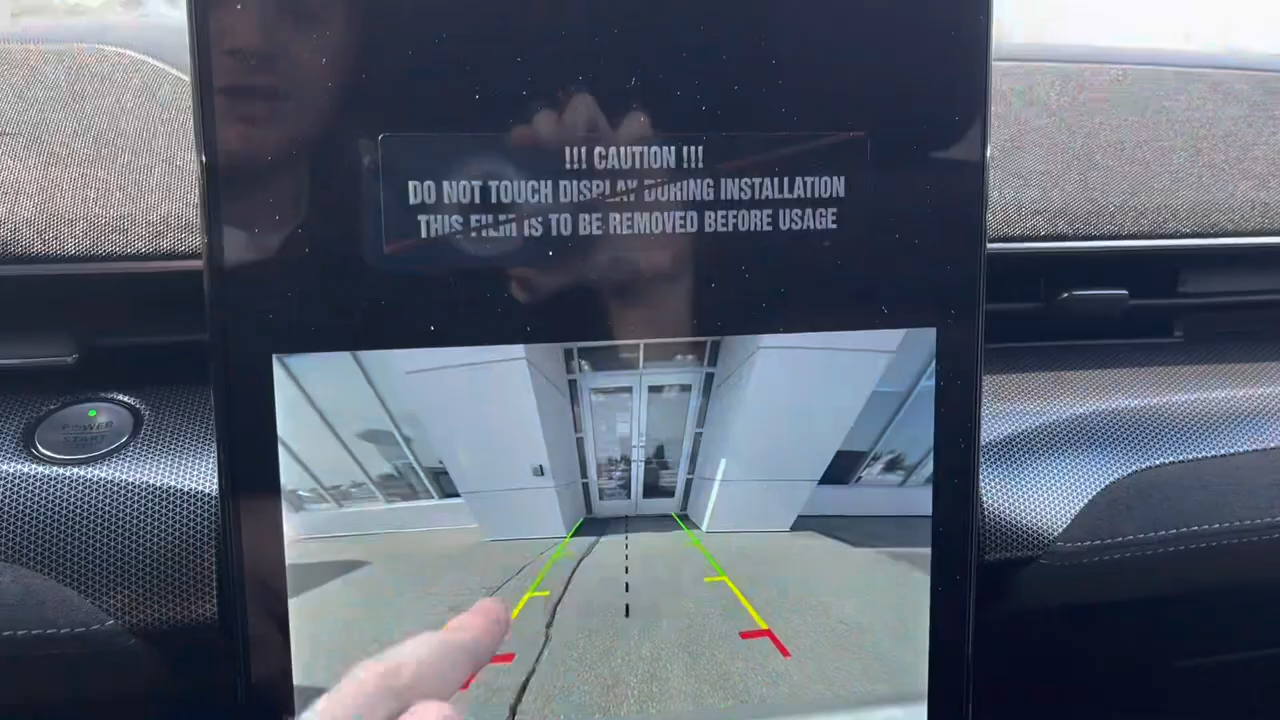 !!! CAUTION !!!
DO NOT TOUCH DISPLAY DURING INSTALLATION
THIS FILM IS TO BE REMOVED BEFORE USAGE
POWER
START